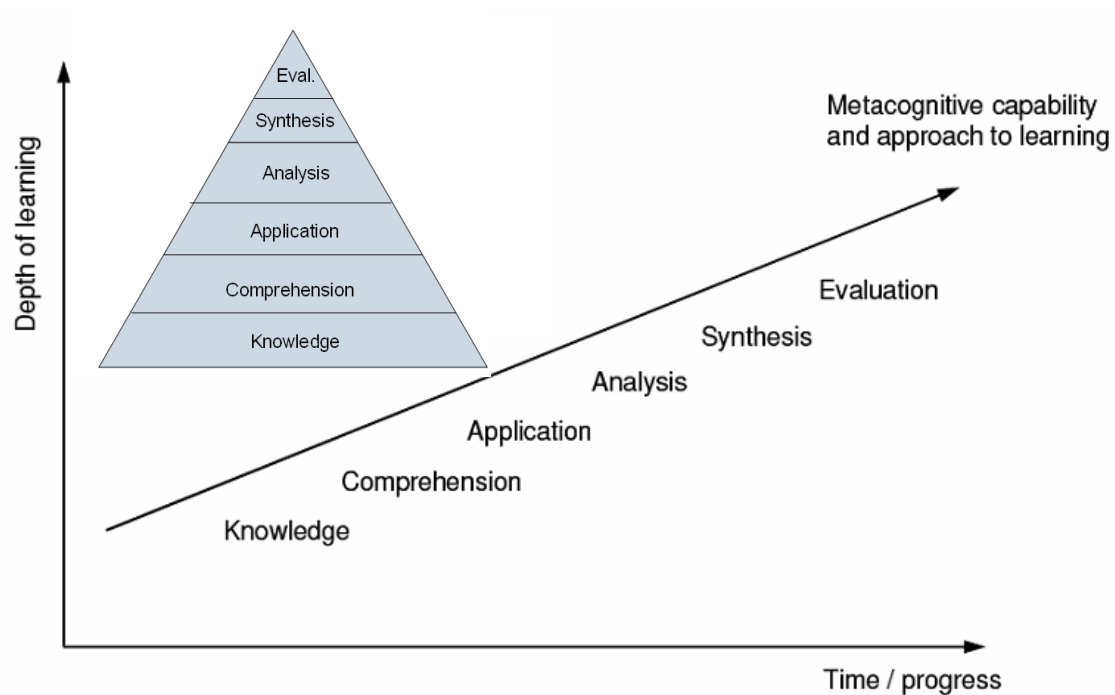 Eval.
Synthesis
Analysis
Application
Comprehension
Knowledge
Depth of learning
Metacognitive capability
and approach to learning
Evaluation
Synthesis
Analysis
Application
Comprehension
Knowledge
Time / progress